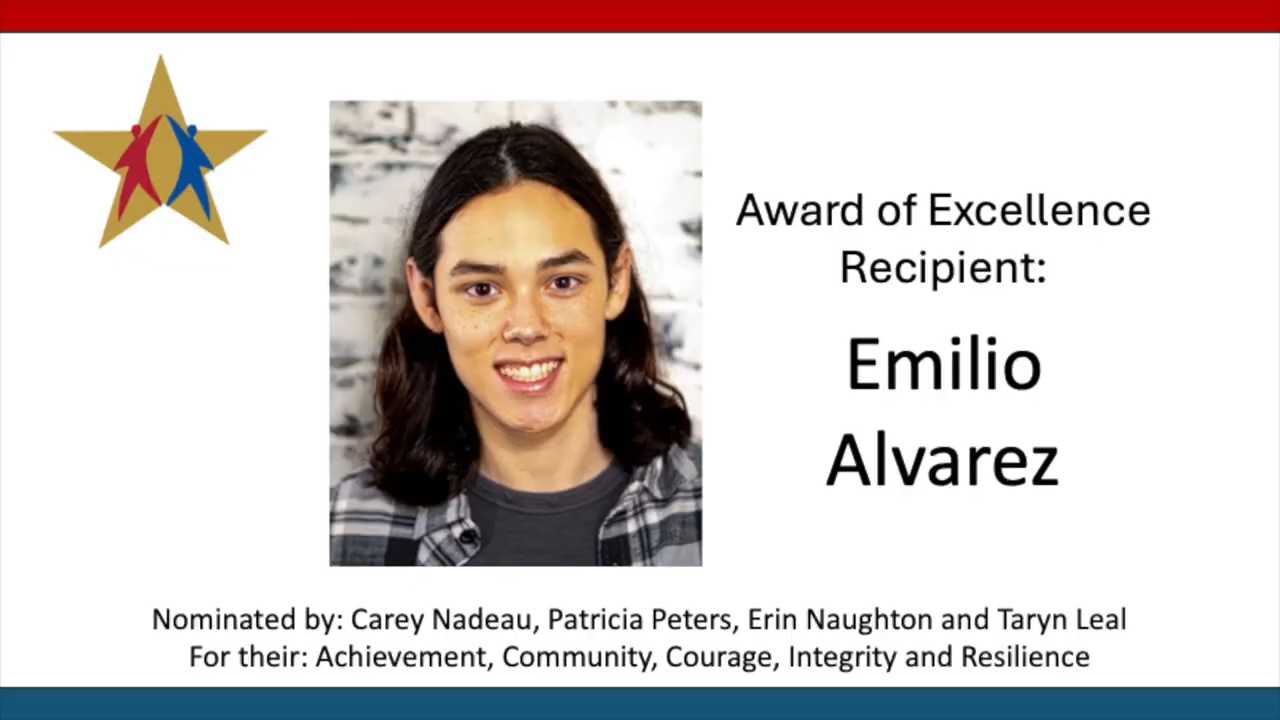 Award of Excellence
Recipient:
Emilio
Alvarez
Nominated by: Carey Nadeau, Patricia Peters, Erin Naughton and Taryn Leal
For their: Achievement, Community, Courage, Integrity and Resilience